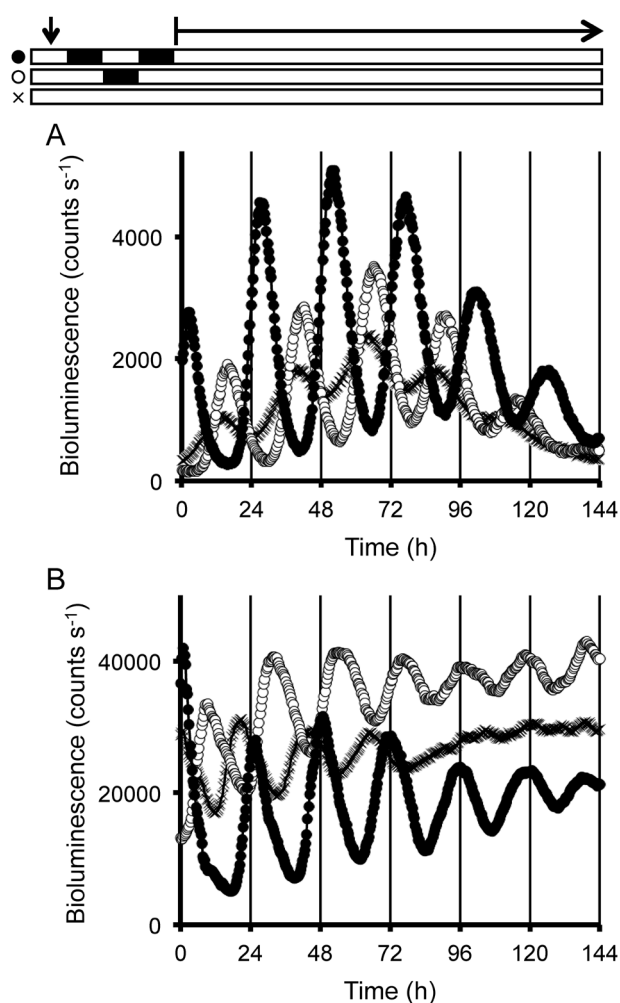 A
Bioluminescence (counts s⁻¹)
4000
2000
0
0 24 48 72 96 120 144
Time (h)
B
Bioluminescence (counts s⁻¹)
40000
20000
0
0 24 48 72 96 120 144
Time (h)